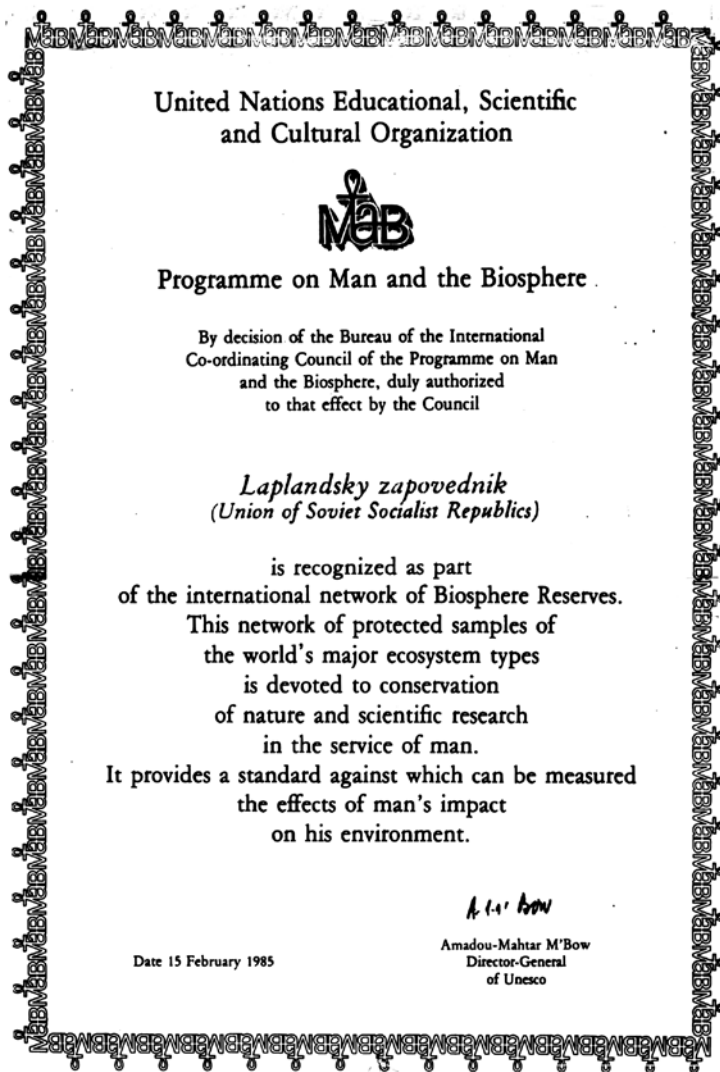 United Nations Educational, Scientific
and Cultural Organization
MaB
Programme on Man and the Biosphere
By decision of the Bureau of the International
Co-ordinating Council of the Programme on Man
and the Biosphere, duly authorized
to that effect by the Council
Laplandsky zapovednik
(Union of Soviet Socialist Republics)
is recognized as part
of the international network of Biosphere Reserves.
This network of protected samples of
the world's major ecosystem types
is devoted to conservation
of nature and scientific research
in the service of man.
It provides a standard against which can be measured
the effects of man's impact
on his environment.
Date 15 February 1985
Amadou-Mahtar M'Bow
Director-General
of Unesco